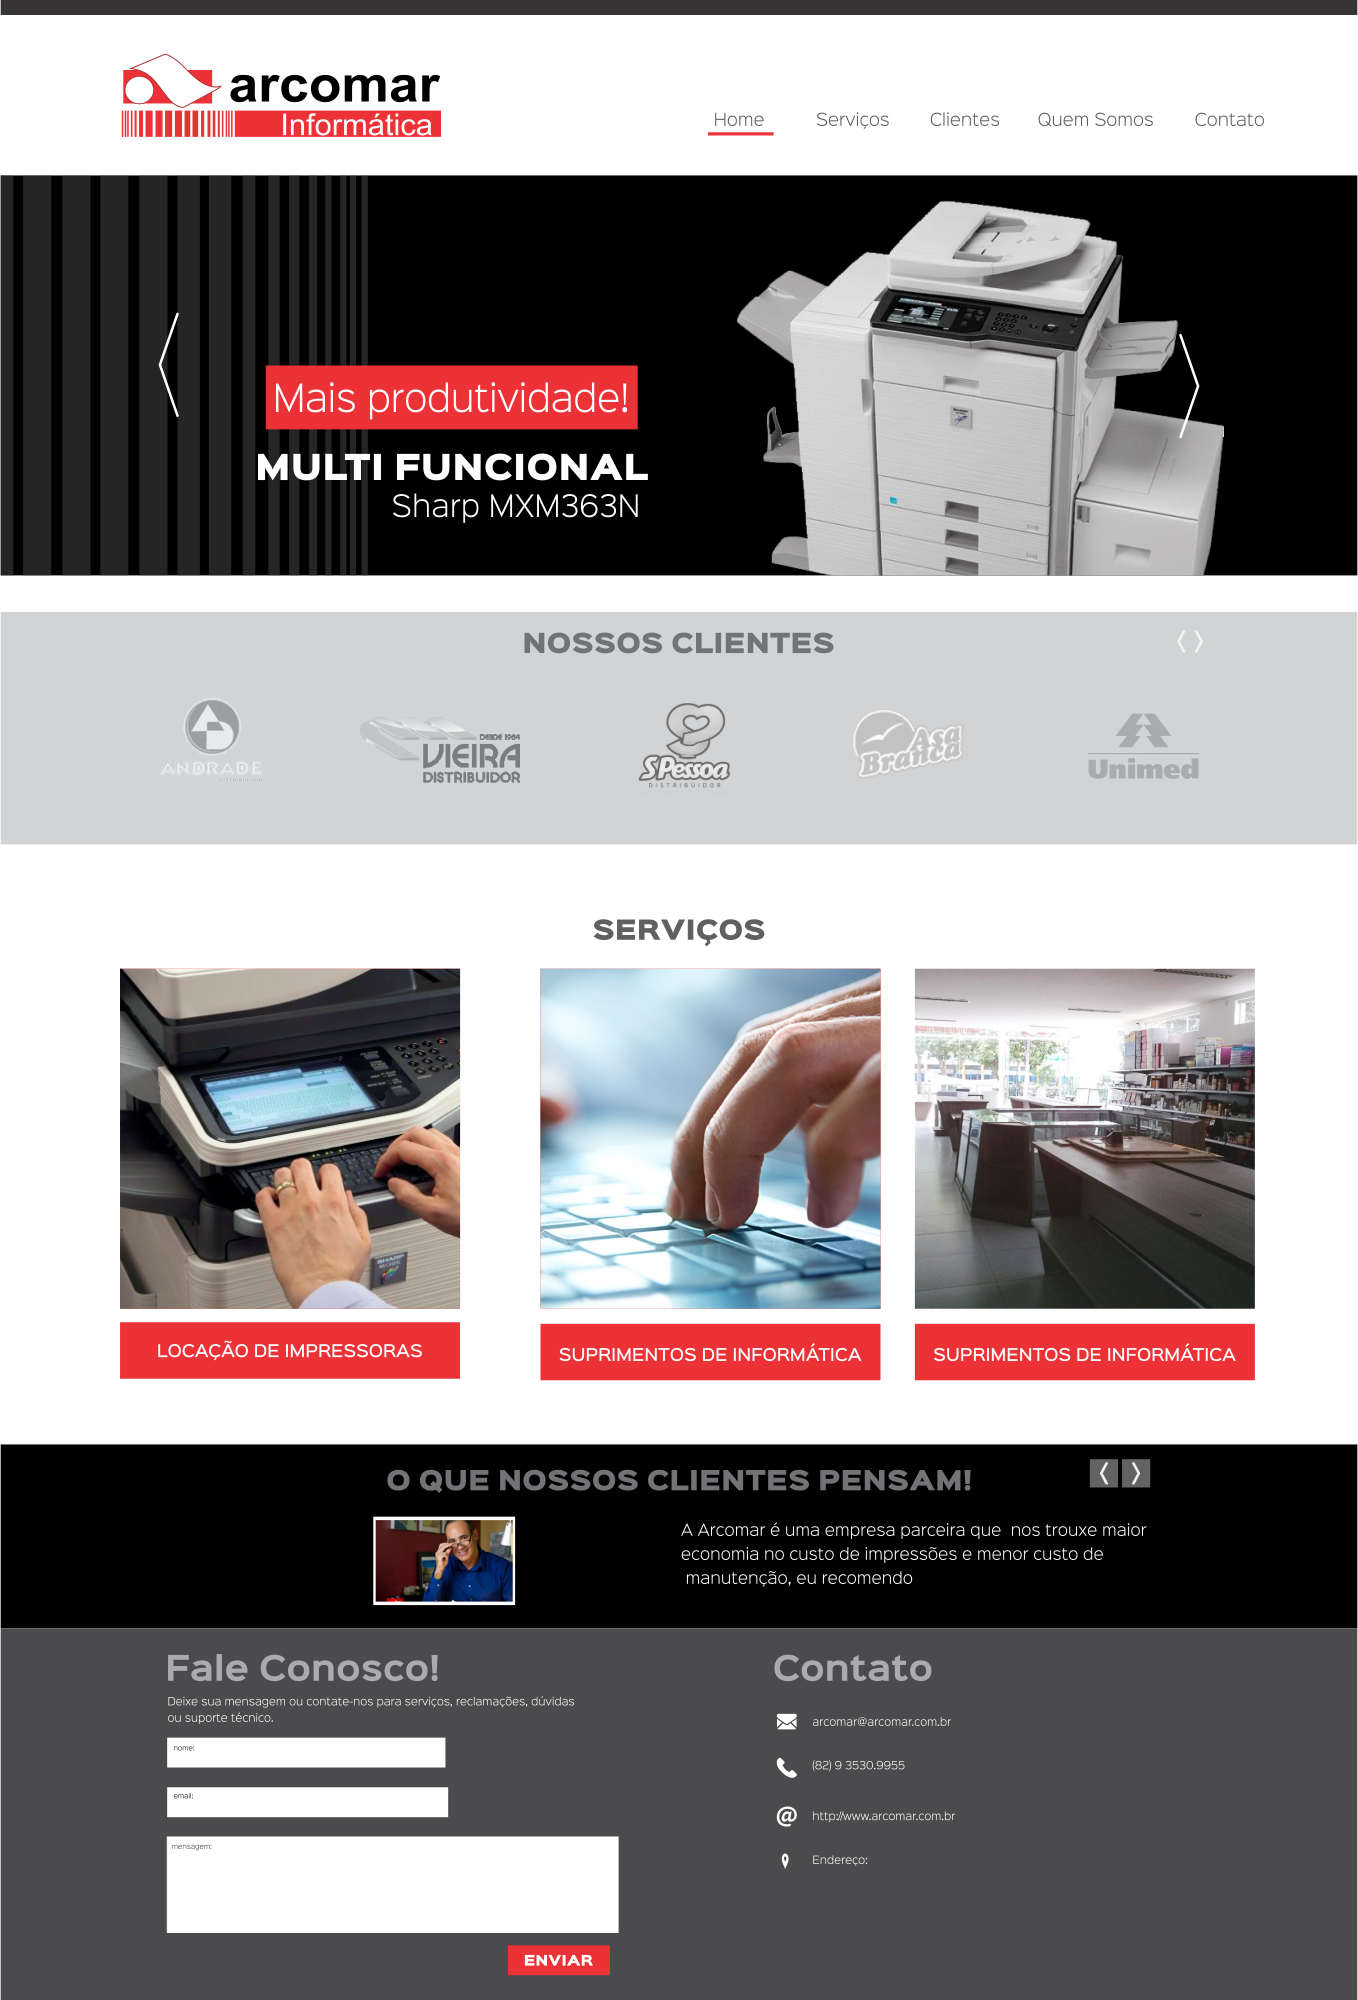 arcomar
Informática
Home Serviços Clientes Quem Somos Contato
Mais produtividade!
MULTI FUNCIONAL
Sharp MXM363N
NOSSOS CLIENTES
ANDRADE
DISTRIBUIDOR
DESDE 1964
VIEIRA
DISTRIBUIDOR
SPessoa
DISTRIBUIDOR
Asa
Branca
Unimed
SERVIÇOS
SHARP
LOCAÇÃO DE IMPRESSORAS
SUPRIMENTOS DE INFORMÁTICA
SUPRIMENTOS DE INFORMÁTICA
O QUE NOSSOS CLIENTES PENSAM!
A Arcomar é uma empresa parceira que  nos trouxe maior
economia no custo de impressões e menor custo de
manutenção, eu recomendo
Fale Conosco!
Deixe sua mensagem ou contate-nos para serviços, reclamações, dúvidas
ou suporte técnico.
nome:
email:
mensagem:
ENVIAR
Contato
arcomar@arcomar.com.br
(82) 9 3530.9955
http://www.arcomar.com.br
Endereço: